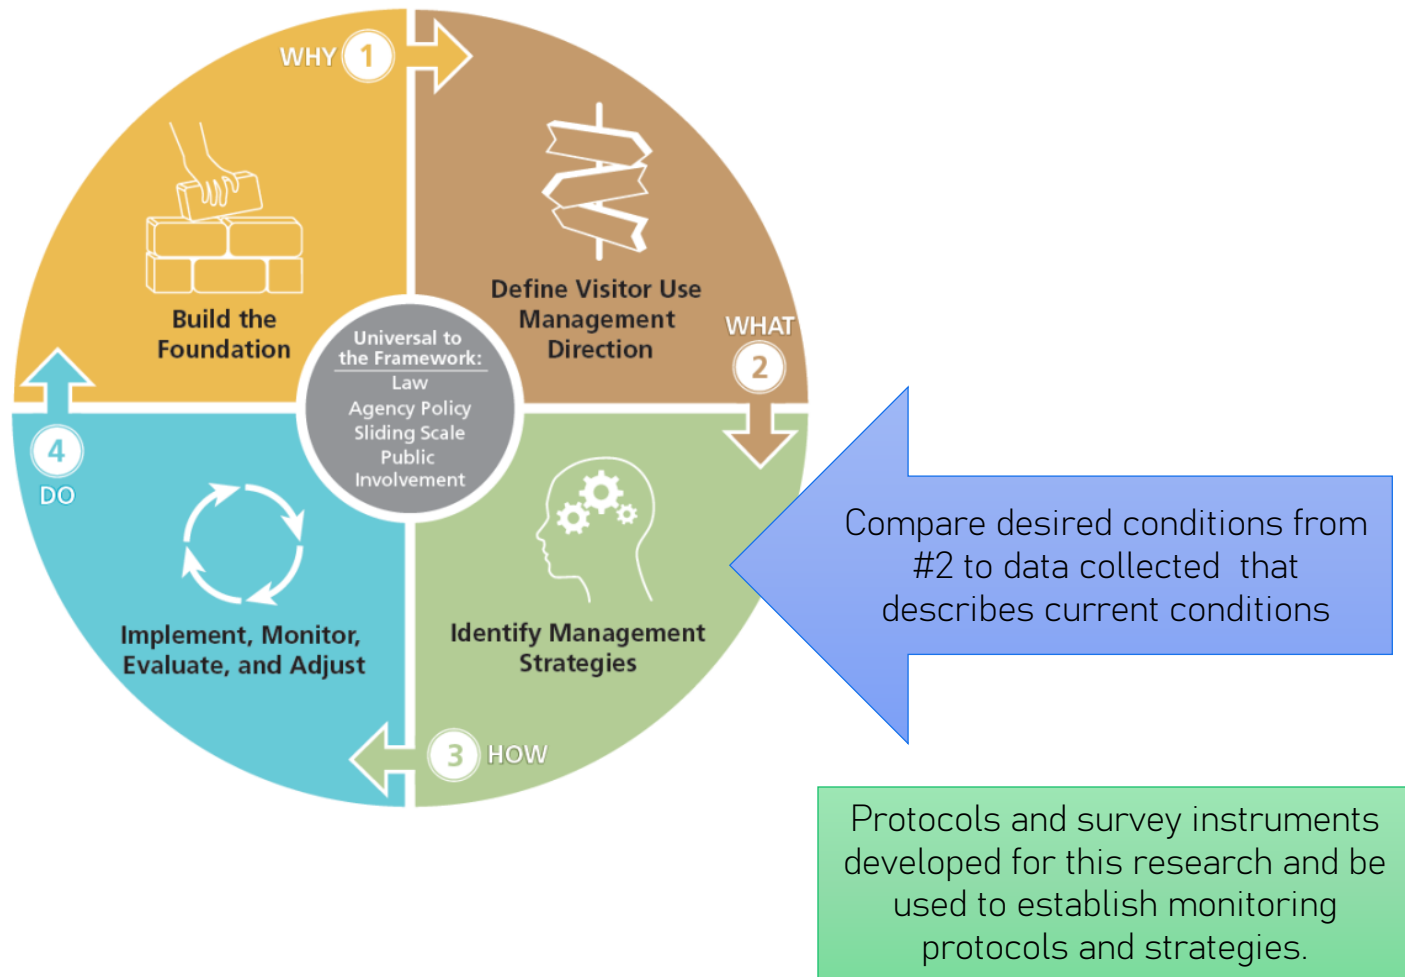 WHY 1
Build the
Foundation
Define Visitor Use
Management
Direction
WHAT
2
Universal to
the Framework:
Law
Agency Policy
Sliding Scale
Public
Involvement
Identify Management
Strategies
3 HOW
4
DO
Implement, Monitor,
Evaluate, and Adjust
Compare desired conditions from
#2 to data collected that
describes current conditions
Protocols and survey instruments
developed for this research and be
used to establish monitoring
protocols and strategies.